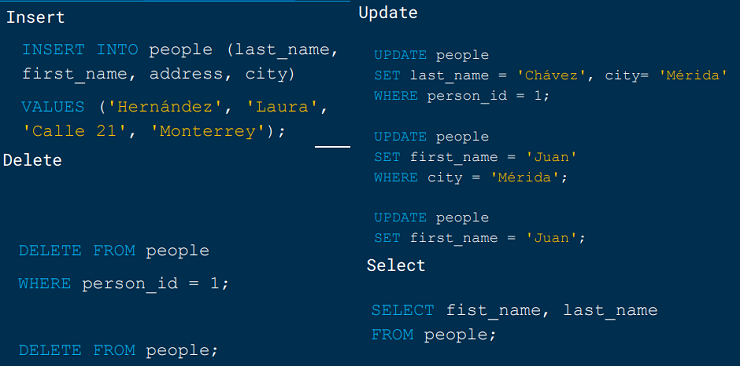 Insert
INSERT INTO people (last_name,
first_name, address, city)
VALUES ('Hernández', 'Laura',
'Calle 21', 'Monterrey');
Delete
DELETE FROM people
WHERE person_id = 1;
DELETE FROM people;
Update
UPDATE people
SET last_name = 'Chávez', city= 'Mérida'
WHERE person_id = 1;
UPDATE people
SET first_name = 'Juan'
WHERE city = 'Mérida';
UPDATE people
SET first_name = 'Juan';
Select
SELECT fist_name, last_name
FROM people;